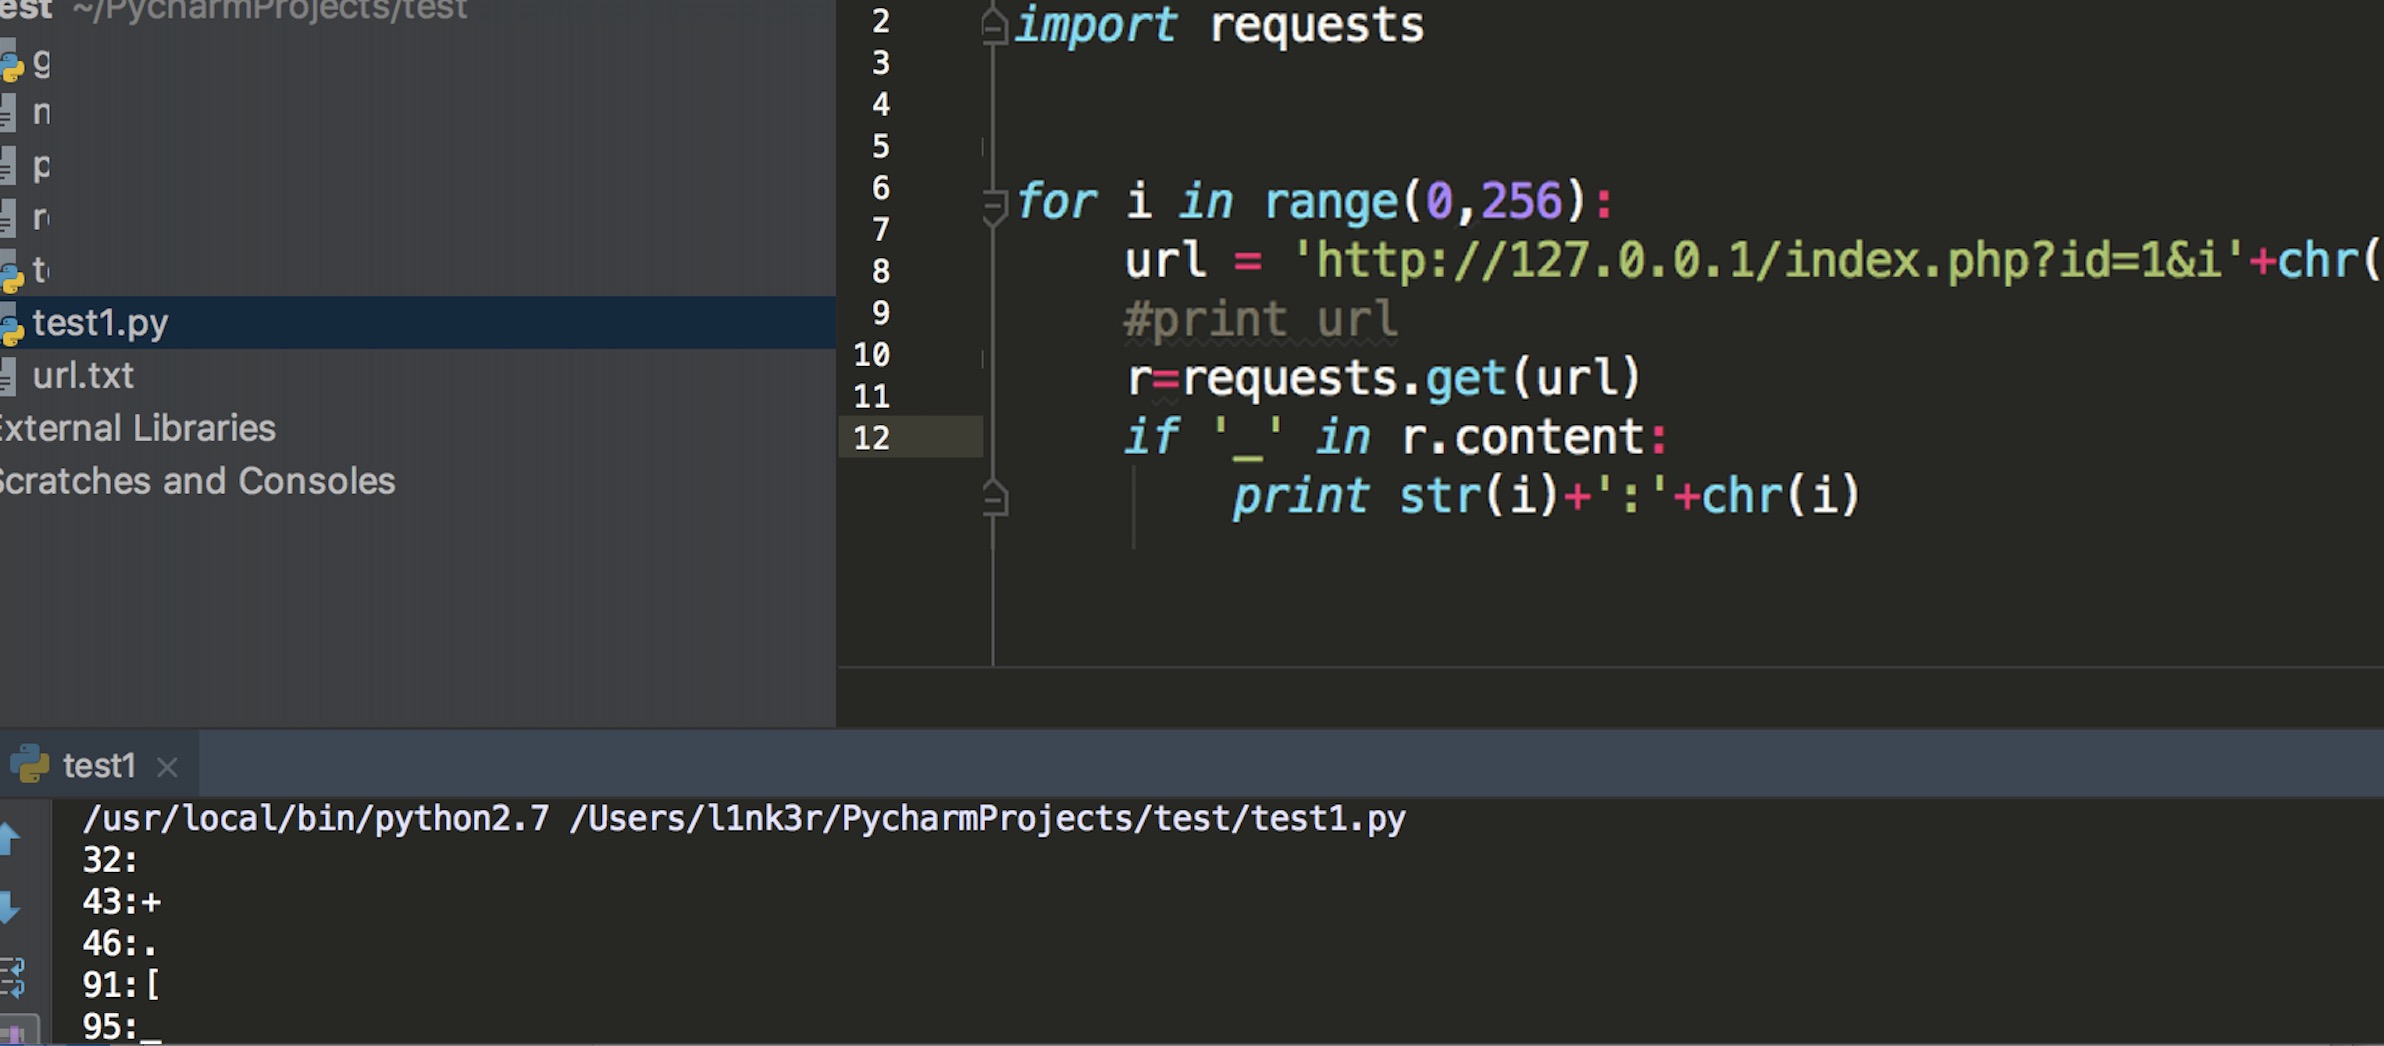 est ~/PycharmProjects/test
g
n
p
r
t
test1.py
url.txt
External Libraries
Scratches and Consoles
2
3
4
5
6
7
8
9
10
11
12
import requests
for i in range(0,256):
url = 'http://127.0.0.1/index.php?id=1&i'+chr(
#print url
r=requests.get(url)
if '_' in r.content:
print str(i)+':'+chr(i)
test1
/usr/local/bin/python2.7 /Users/l1nk3r/PycharmProjects/test/test1.py
32:
43:+
46:.
91:[
95:_